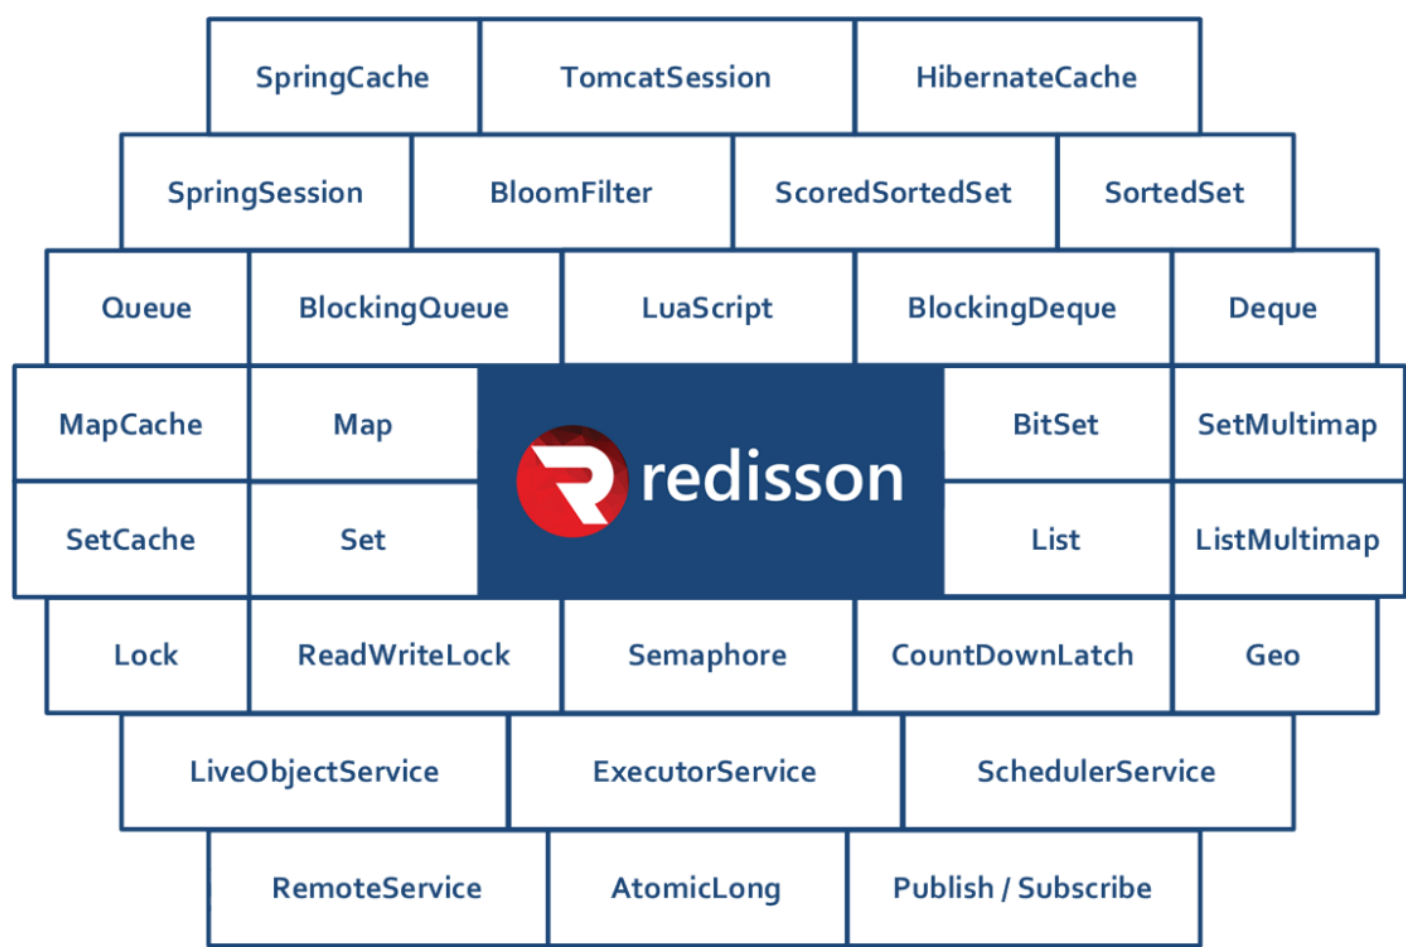 SpringCache TomcatSession HibernateCache
SpringSession BloomFilter ScoredSortedSet SortedSet
Queue BlockingQueue LuaScript BlockingDeque Deque
MapCache Map BitSet SetMultimap
redisson
SetCache Set List ListMultimap
Lock ReadWriteLock Semaphore CountDownLatch Geo
LiveObjectService ExecutorService SchedulerService
RemoteService AtomicLong Publish / Subscribe